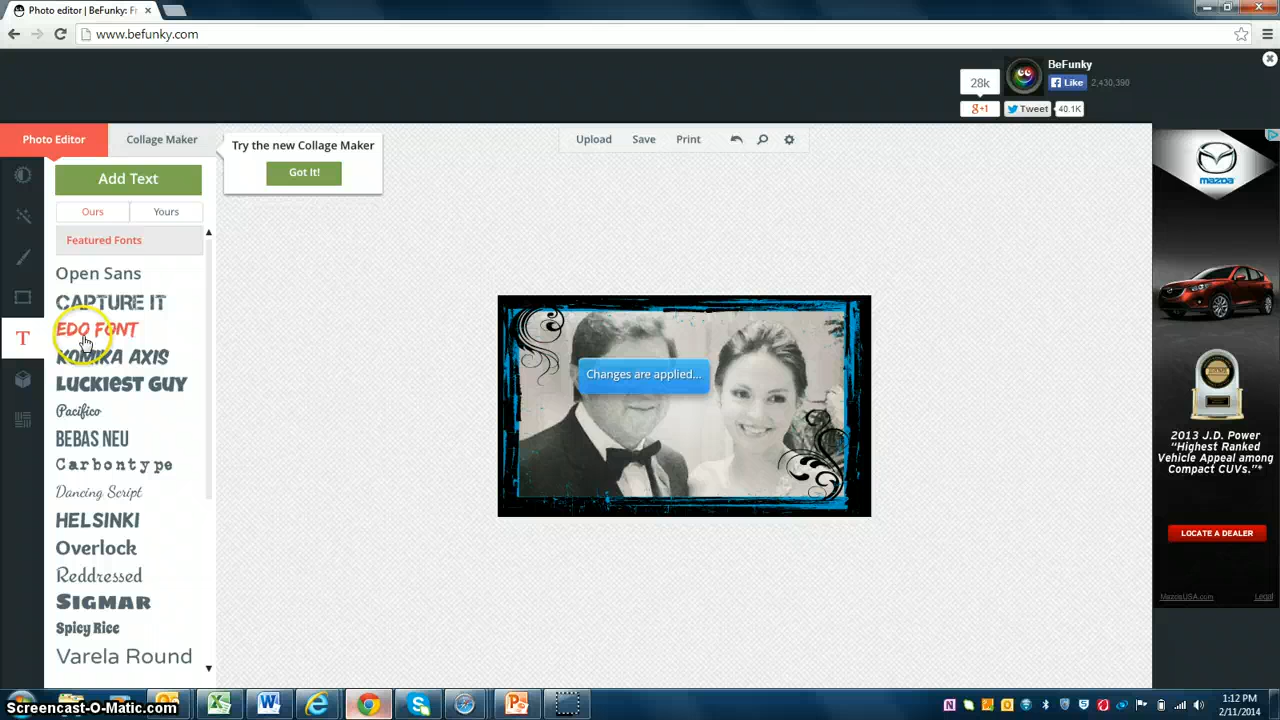 Photo editor | BeFunky: F
www.befunky.com
BeFunky
28k
Like 2,430,390
+1
Tweet 40.1K
Photo Editor
Collage Maker
Try the new Collage Maker
Got It!
Upload
Save
Print
Add Text
Ours
Yours
Featured Fonts
Open Sans
CAPTURE IT
EDO FONT
KOMIKA AXIS
LUCKIEST GUY
Pacifico
BEBAS NEU
Carbontype
Dancing Script
HELSINKI
Overlock
Reddressed
SIGMAR
Spicy Rice
Varela Round
T
Changes are applied...
mazda
2013 J.D. Power
"Highest Ranked
Vehicle Appeal among
Compact CUVs."*
LOCATE A DEALER
MazdaUSA.com
Legal
Screencast-O-Matic.com
1:12 PM
2/11/2014